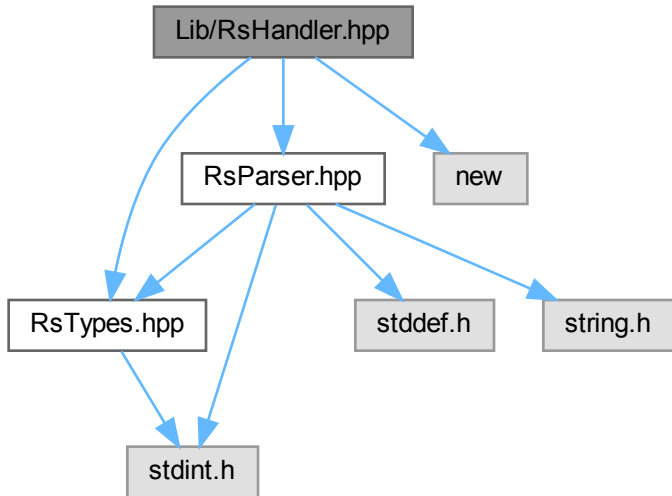 Lib/RsHandler.hpp
RsParser.hpp
new
RsTypes.hpp
stddef.h
string.h
stdint.h